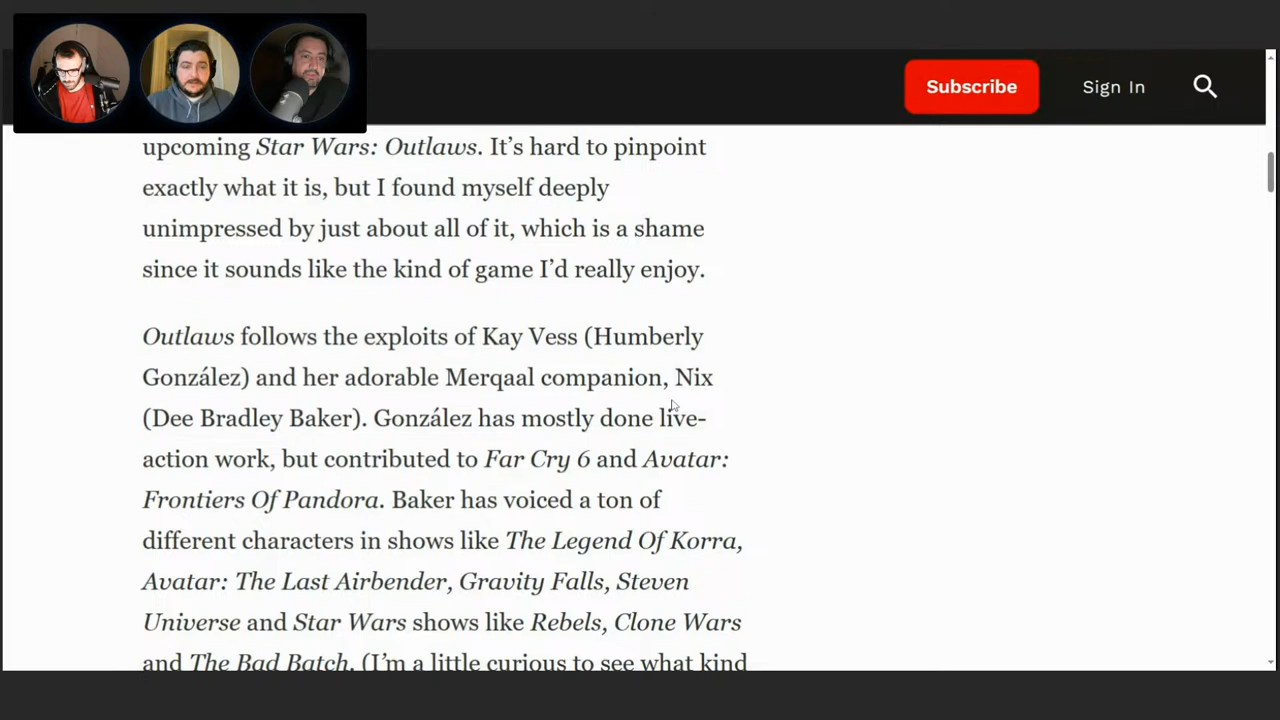 Subscribe
Sign In
upcoming Star Wars: Outlaws. It’s hard to pinpoint
exactly what it is, but I found myself deeply
unimpressed by just about all of it, which is a shame
since it sounds like the kind of game I’d really enjoy.
Outlaws follows the exploits of Kay Vess (Humberly
González) and her adorable Merqaal companion, Nix
(Dee Bradley Baker). González has mostly done live-
action work, but contributed to Far Cry 6 and Avatar:
Frontiers Of Pandora. Baker has voiced a ton of
different characters in shows like The Legend Of Korra,
Avatar: The Last Airbender, Gravity Falls, Steven
Universe and Star Wars shows like Rebels, Clone Wars
and The Bad Batch. (I’m a little curious to see what kind